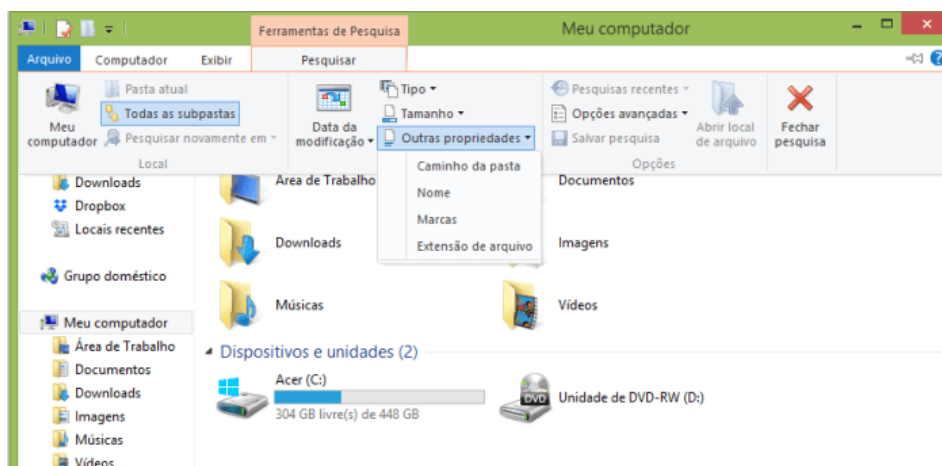 Ferramentas de Pesquisa
Meu computador
Arquivo
Computador
Exibir
Pesquisar
Meu computador
Pasta atual
Todas as subpastas
Pesquisar novamente em
Local
Data da modificação
Tipo
Tamanho
Outras propriedades
Caminho da pasta
Nome
Marcas
Extensão de arquivo
Pesquisas recentes
Opções avançadas
Salvar pesquisa
Abrir local de arquivo
Opções
Fechar pesquisa
Downloads
Dropbox
Locais recentes
Grupo doméstico
Meu computador
Área de Trabalho
Documentos
Downloads
Imagens
Músicas
Vídeos
Área de Trabalho
Documentos
Downloads
Imagens
Músicas
Vídeos
Dispositivos e unidades (2)
Acer (C:)
304 GB livre(s) de 448 GB
DVD
Unidade de DVD-RW (D:)